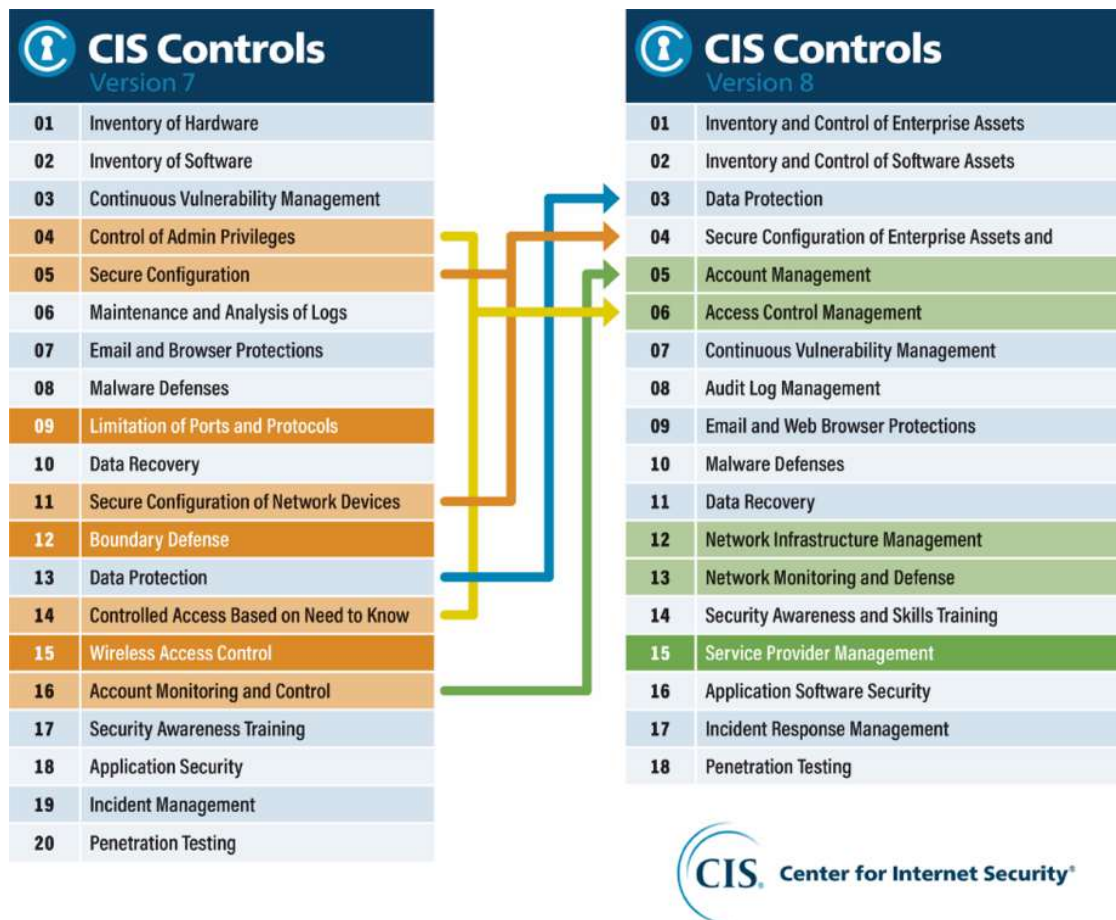 CIS Controls
Version 7
01 Inventory of Hardware
02 Inventory of Software
03 Continuous Vulnerability Management
04 Control of Admin Privileges
05 Secure Configuration
06 Maintenance and Analysis of Logs
07 Email and Browser Protections
08 Malware Defenses
09 Limitation of Ports and Protocols
10 Data Recovery
11 Secure Configuration of Network Devices
12 Boundary Defense
13 Data Protection
14 Controlled Access Based on Need to Know
15 Wireless Access Control
16 Account Monitoring and Control
17 Security Awareness Training
18 Application Security
19 Incident Management
20 Penetration Testing
CIS Controls
Version 8
01 Inventory and Control of Enterprise Assets
02 Inventory and Control of Software Assets
03 Data Protection
04 Secure Configuration of Enterprise Assets and
05 Account Management
06 Access Control Management
07 Continuous Vulnerability Management
08 Audit Log Management
09 Email and Web Browser Protections
10 Malware Defenses
11 Data Recovery
12 Network Infrastructure Management
13 Network Monitoring and Defense
14 Security Awareness and Skills Training
15 Service Provider Management
16 Application Software Security
17 Incident Response Management
18 Penetration Testing
CIS. Center for Internet Security®